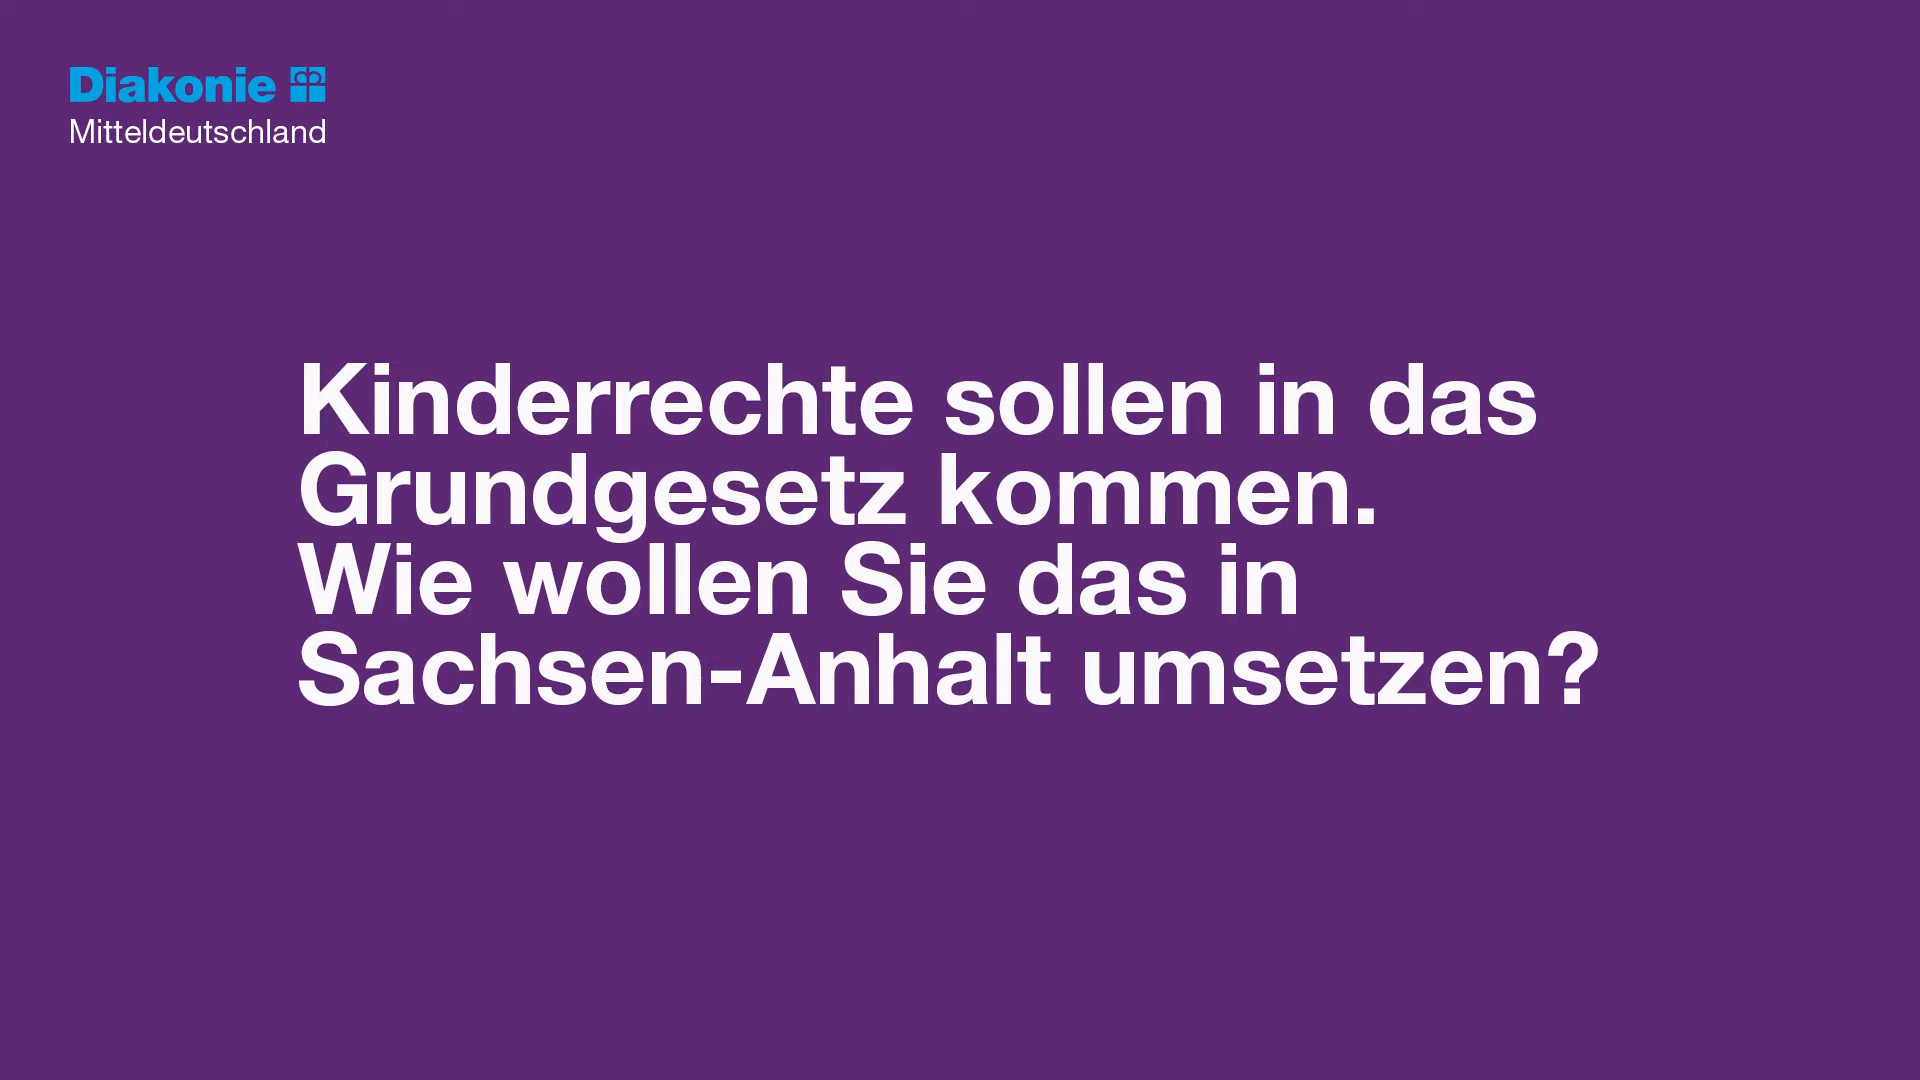 Diakonie
Mitteldeutschland
Kinderrechte sollen in das
Grundgesetz kommen.
Wie wollen Sie das in
Sachsen-Anhalt umsetzen?